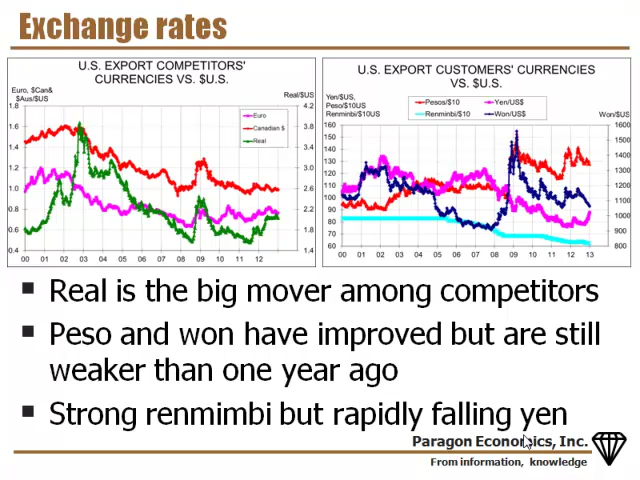 Exchange rates
U.S. EXPORT COMPETITORS'
CURRENCIES VS. $U.S.
Euro, $Can&
$Aus/$US
Real/$US
1.8
1.6
1.4
1.2
1.0
0.8
0.6
0.4
Euro
Canadian $
Real
4.2
3.8
3.4
3.0
2.6
2.2
1.8
1.4
00 01 02 03 04 05 06 07 08 09 10 11 12
U.S. EXPORT CUSTOMERS' CURRENCIES
VS. $U.S.
Yen/$US,
Peso/$10US
Renminbi/$10US
Pesos/$10 Yen/US$
Renminbi/$10 Won/US$
Won/$US
160
150
140
130
120
110
100
90
80
70
60
1600
1500
1400
1300
1200
1100
1000
900
800
00 01 02 03 04 05 06 07 08 09 10 11 12 13
Real is the big mover among competitors
Peso and won have improved but are still
weaker than one year ago
Strong renmimbi but rapidly falling yen
Paragon Economics, Inc.
From information, knowledge